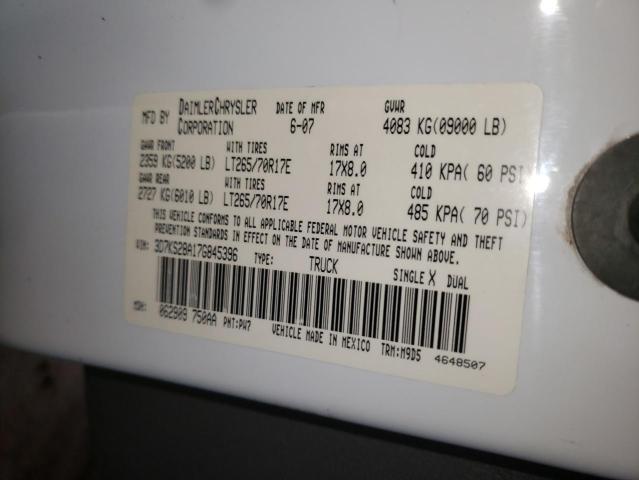 MFD BY DAIMLERCHRYSLER CORPORATION DATE OF MFR 6-07 GVWR 4083 KG(09000 LB)
GAWR FRONT WITH TIRES RIMS AT COLD
2359 KG(5200 LB) LT265/70R17E 17X8.0 410 KPA( 60 PSI)
GAWR REAR WITH TIRES RIMS AT COLD
2727 KG(6010 LB) LT265/70R17E 17X8.0 485 KPA( 70 PSI)
THIS VEHICLE CONFORMS TO ALL APPLICABLE FEDERAL MOTOR VEHICLE SAFETY AND THEFT
PREVENTION STANDARDS IN EFFECT ON THE DATE OF MANUFACTURE SHOWN ABOVE.
VIN: 3D7KS28A17G845396 TYPE: TRUCK SINGLE X DUAL
MDH: 062909 750AA PNT:PW7 VEHICLE MADE IN MEXICO TRM:M9D5 4648507